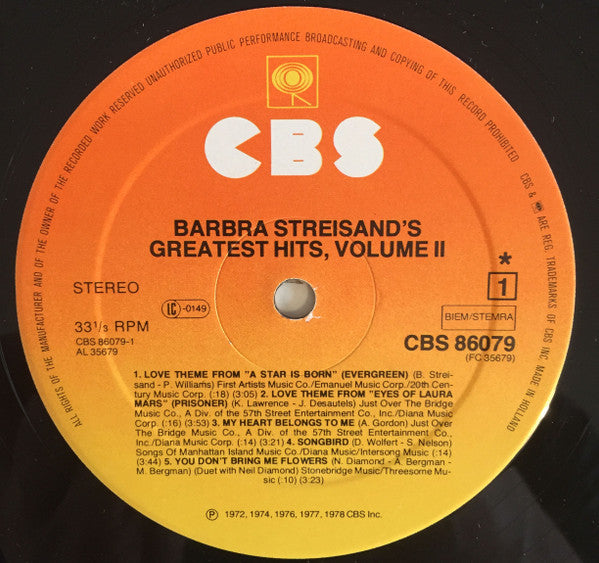 ALL RIGHTS OF THE MANUFACTURER AND OF THE OWNER OF THE RECORDED WORK RESERVED UNAUTHORIZED PUBLIC PERFORMANCE BROADCASTING AND COPYING OF THIS RECORD PROHIBITED CBS & ARE REG. TRADEMARKS OF CBS INC MADE IN HOLLAND
CBS
BARBRA STREISAND'S
GREATEST HITS, VOLUME II
*
STEREO
LC -0149
1
BIEM/STEMRA
33 1/3 RPM
CBS 86079
CBS 86079-1
(FC 35679)
AL 35679
1. LOVE THEME FROM "A STAR IS BORN" (EVERGREEN) (B. Strei-
sand - P. Williams) First Artists Music Co./Emanuel Music Corp./20th Cen-
tury Music Corp. (:18) (3:05) 2. LOVE THEME FROM "EYES OF LAURA
MARS" (PRISONER) (K. Lawrence - J. Desautels) Just Over The Bridge
Music Co., A Div. of the 57th Street Entertainment Co., Inc./Diana Music
Corp. (:16) (3:53) 3. MY HEART BELONGS TO ME (A. Gordon) Just Over
The Bridge Music Co., A Div. of the 57th Street Entertainment Co.,
Inc./Diana Music Corp. (:14) (3:21) 4. SONGBIRD (D. Wolfert - S. Nelson)
Songs Of Manhattan Island Music Co./Diana Music/Intersong Music (:14)
(3:44) 5. YOU DON'T BRING ME FLOWERS (N. Diamond - A. Bergman -
M. Bergman) (Duet with Neil Diamond) Stonebridge Music/Threesome Mu-
sic (:10) (3:23)
Ⓟ 1972, 1974, 1976, 1977, 1978 CBS Inc.